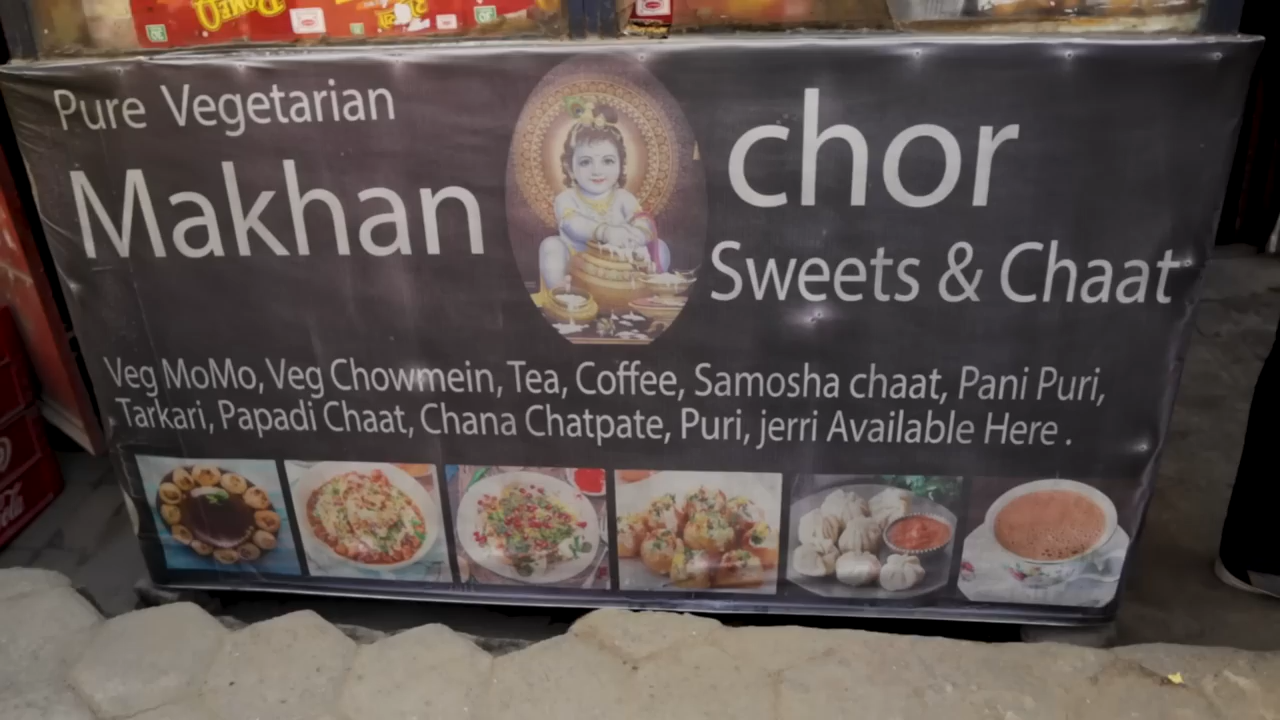 ROMEO
Pure Vegetarian
Makhan chor
Sweets & Chaat
Veg MoMo, Veg Chowmein, Tea, Coffee, Samosha chaat, Pani Puri,
Tarkari, Papadi Chaat, Chana Chatpate, Puri, jerri Available Here .